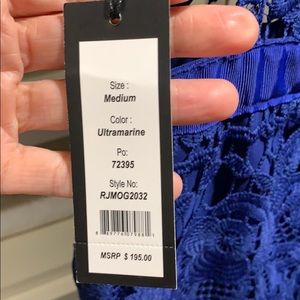 Size :
Medium
Color :
Ultramarine
Po:
72395
Style No:
RJMOG2032
MSRP $ 195.00